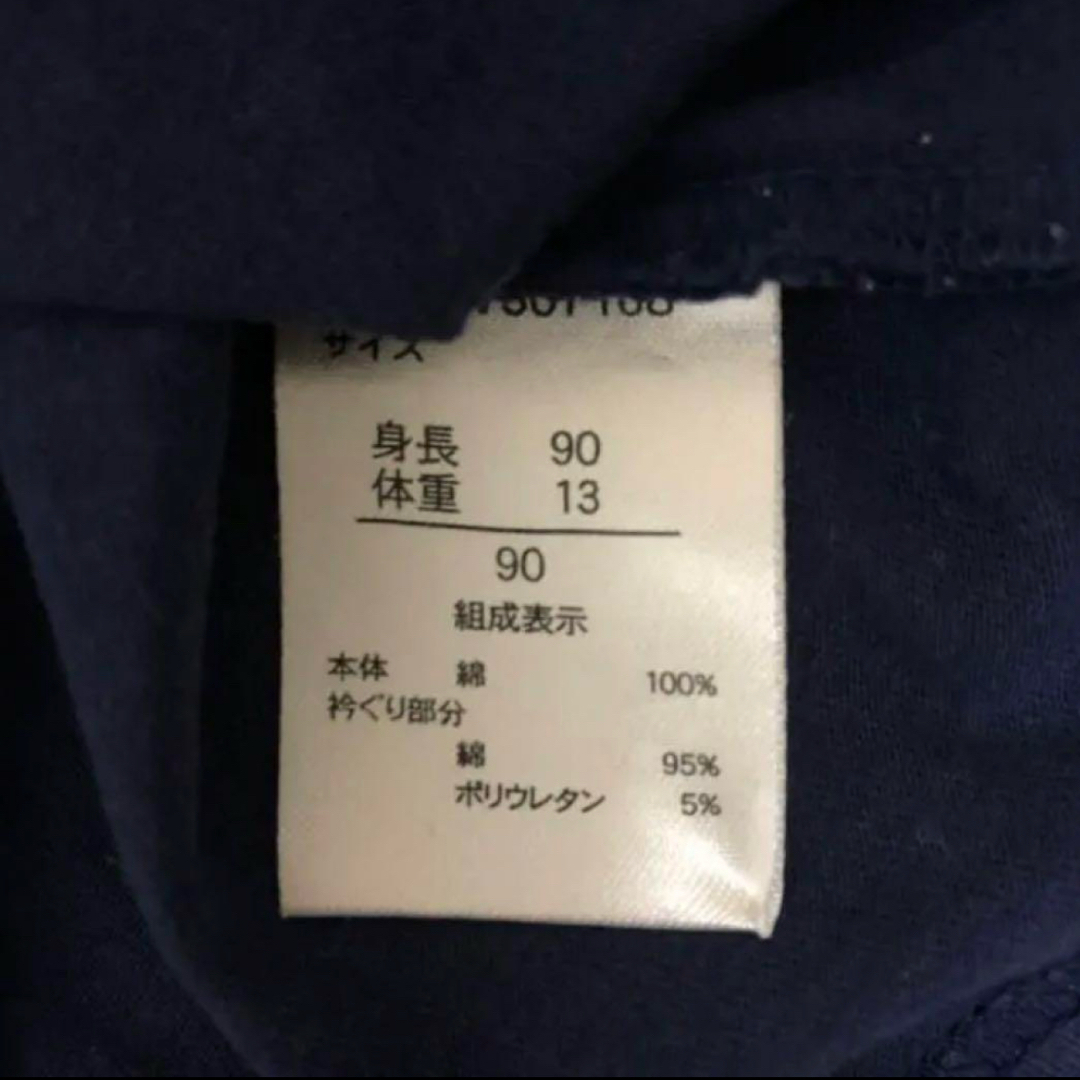 サイズ
身長 90
体重 13
90
組成表示
本体 綿 100%
衿ぐり部分
綿 95%
ポリウレタン 5%